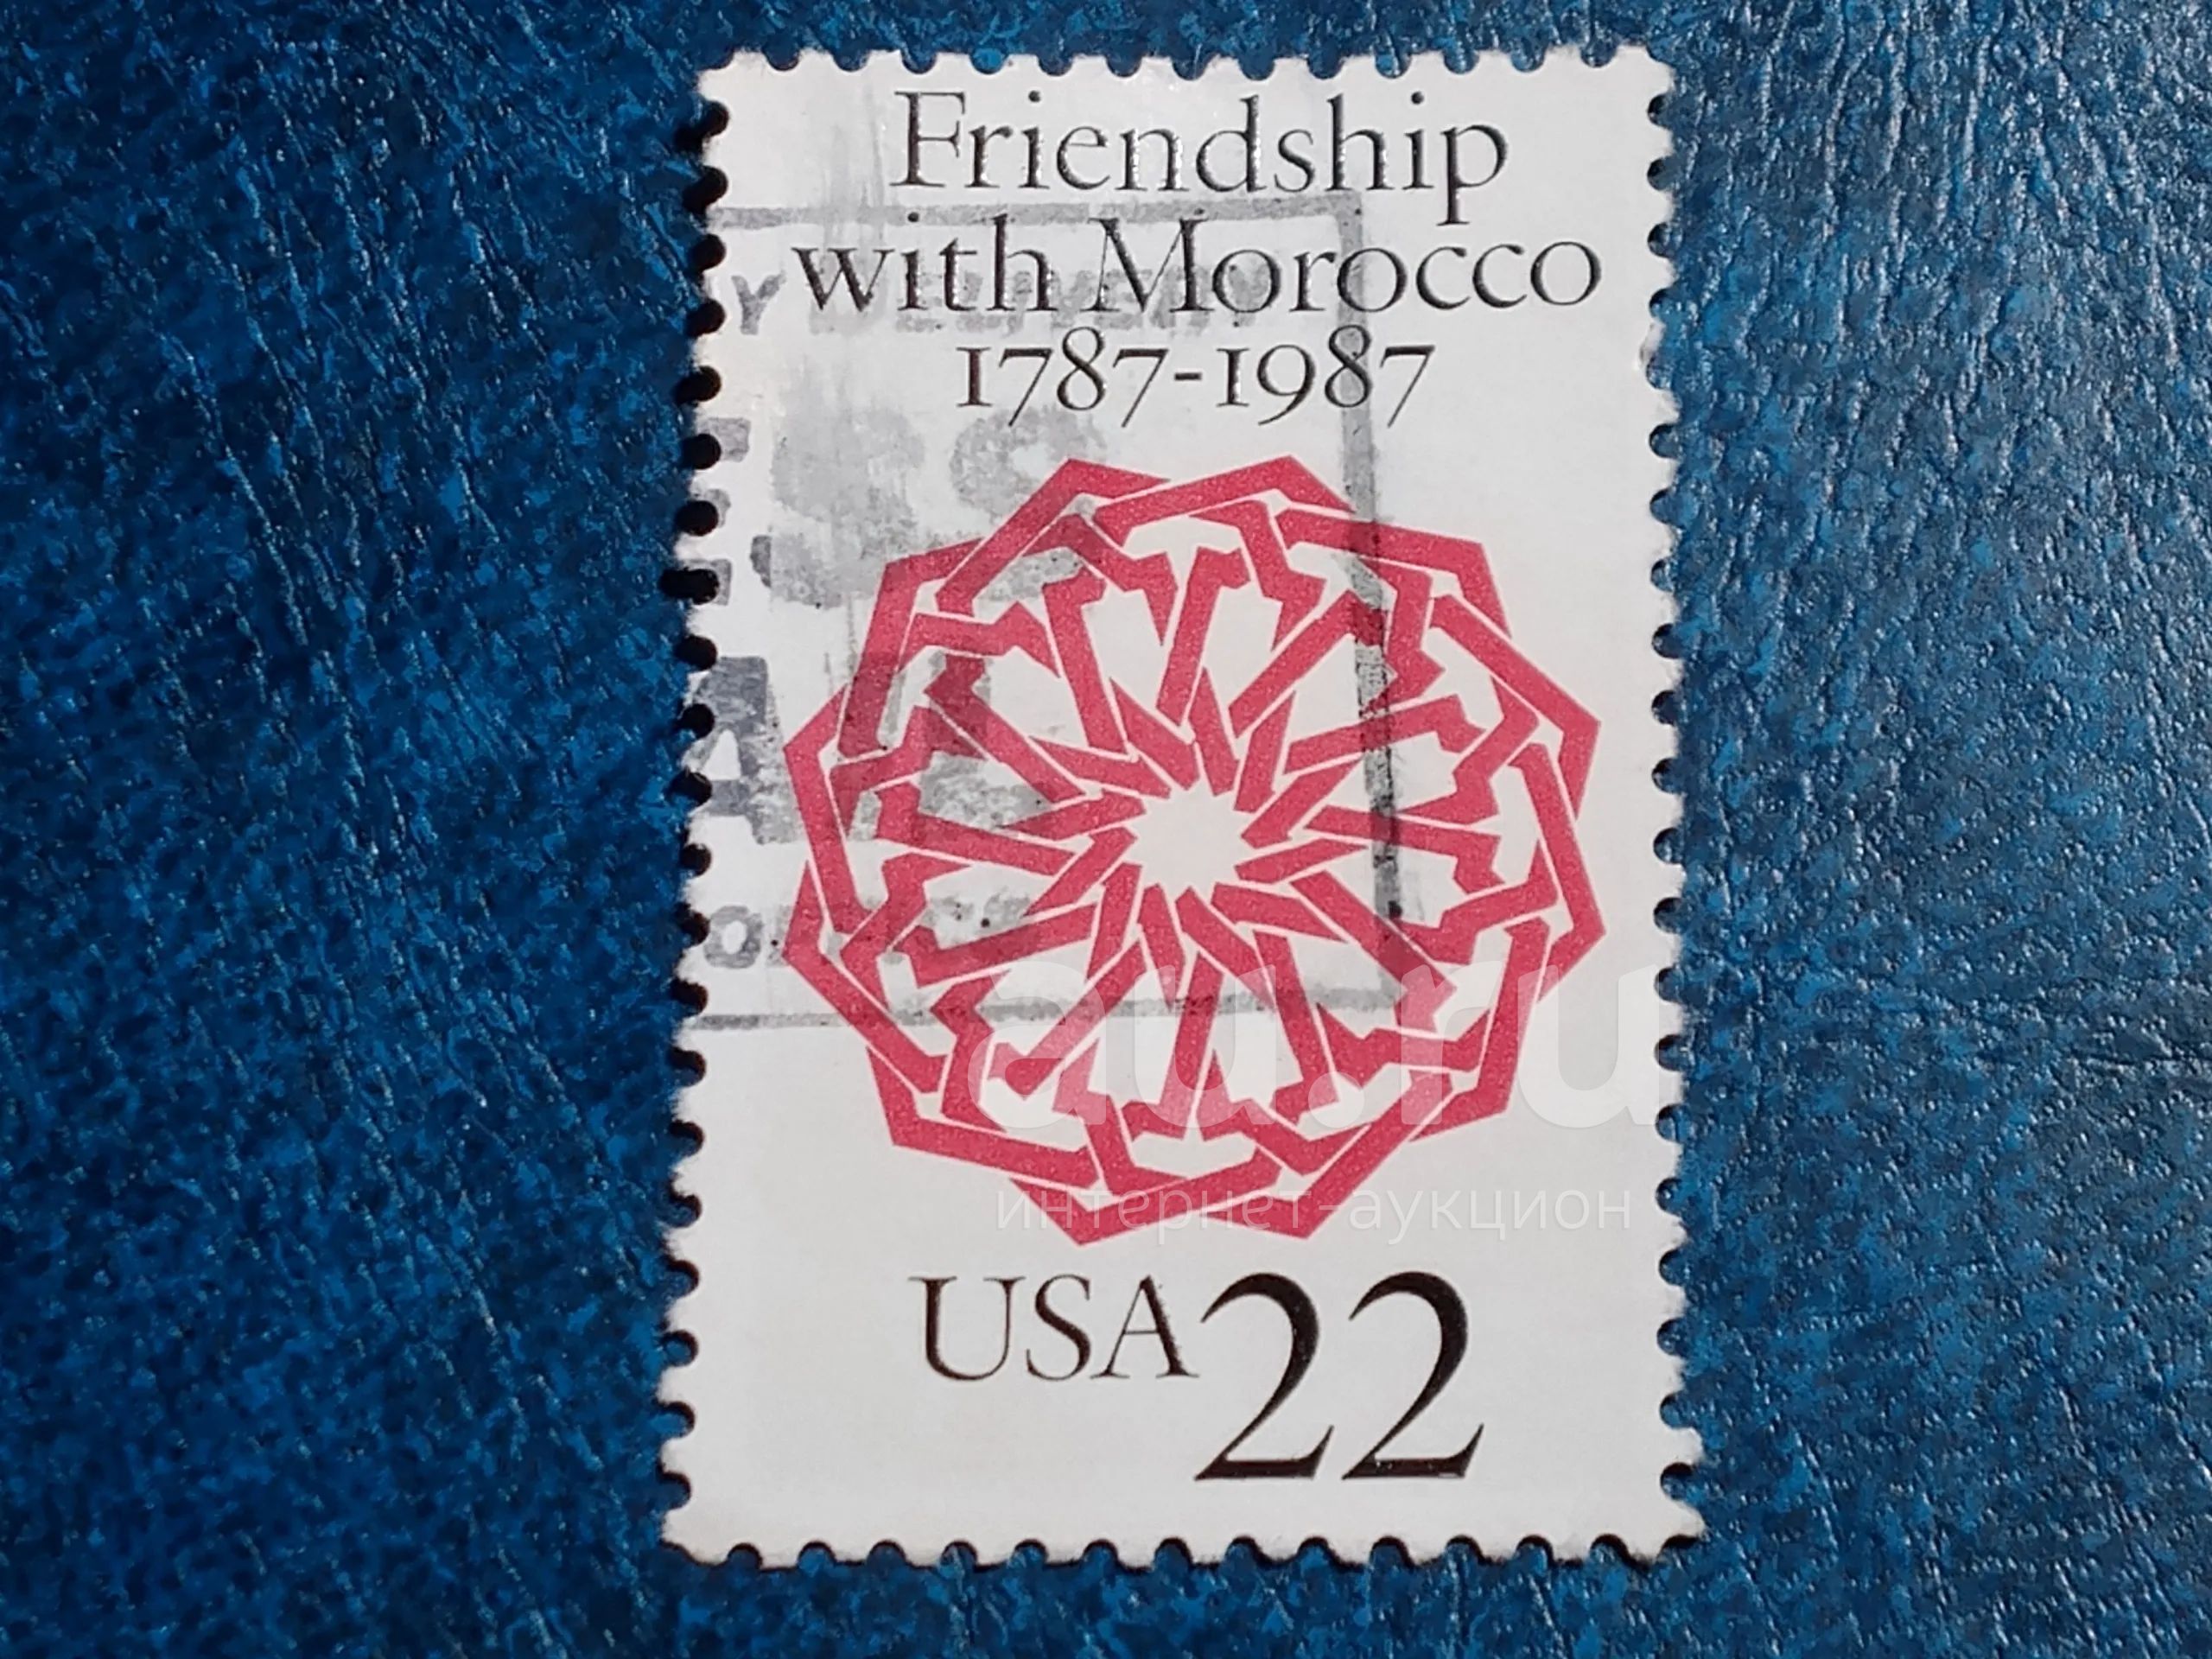 Friendship
with Morocco
1787-1987
au.ru
интернет-аукцион
USA 22